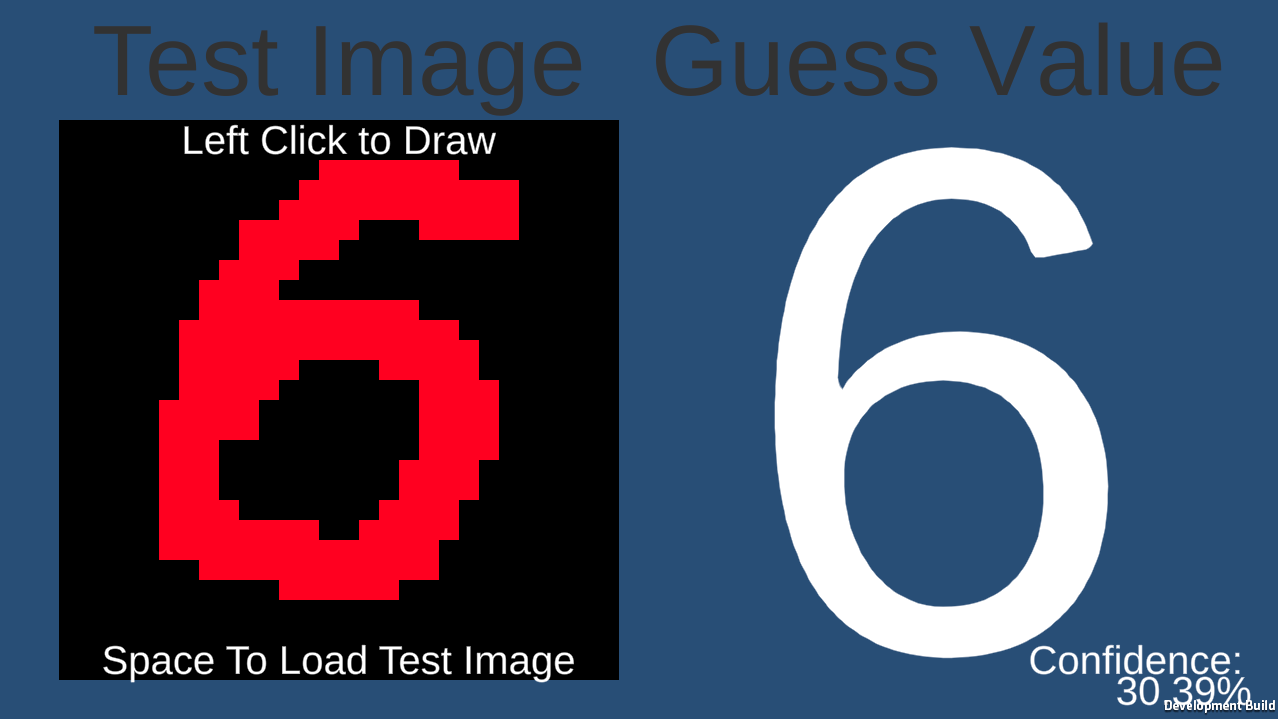 Test Image
Guess Value
Left Click to Draw
6
6
Space To Load Test Image
Confidence:
30.39%
Development Build